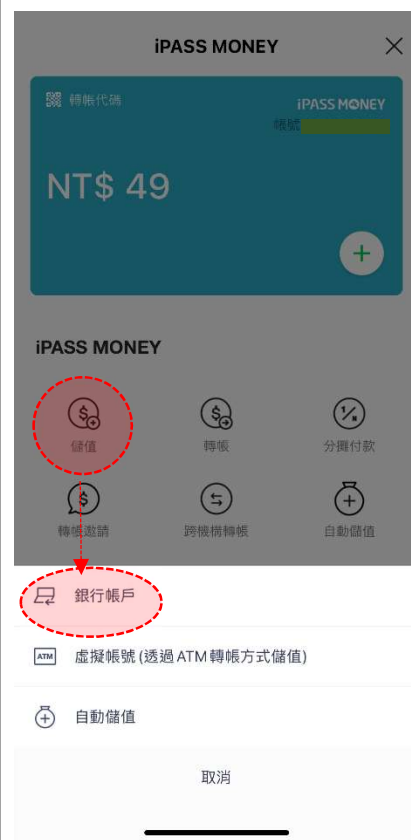 iPASS MONEY
轉帳代碼
iPASS MONEY
帳號
NT$ 49
iPASS MONEY
儲值 轉帳 分攤付款
轉帳邀請 跨機構轉帳 自動儲值
銀行帳戶
ATM 虛擬帳號 (透過 ATM 轉帳方式儲值)
自動儲值
取消